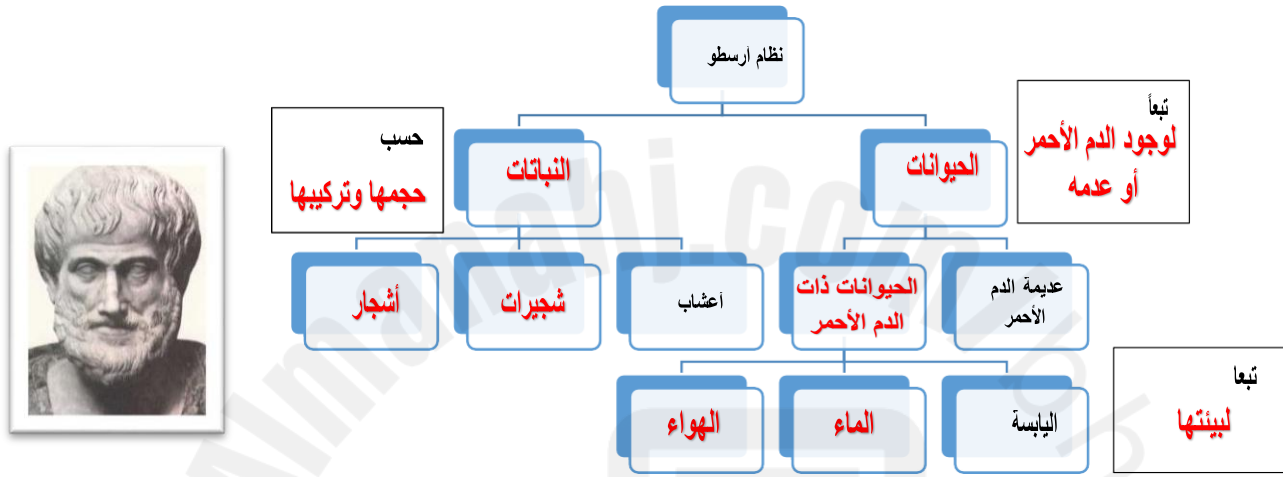 نظام أرسطو
تبعاً
لوجود الدم الأحمر
أو عدمه
حسب
حجمها وتركيبها
الحيوانات
النباتات
عديمة الدم
الأحمر
الحيوانات ذات
الدم الأحمر
أعشاب
شجيرات
أشجار
تبعا
لبيئتها
اليابسة
الماء
الهواء